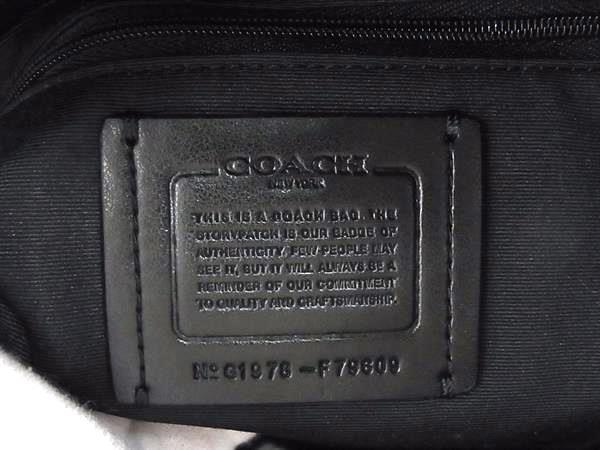 COACH
NEW YORK
THIS IS A COACH BAG. THE
STORYPATCH IS OUR BADGE OF
AUTHENTICITY. FEW PEOPLE MAY
SEE IT, BUT IT WILL ALWAYS BE A
REMINDER OF OUR COMMITMENT
TO QUALITY AND CRAFTSMANSHIP.
Nº G1976-F79609